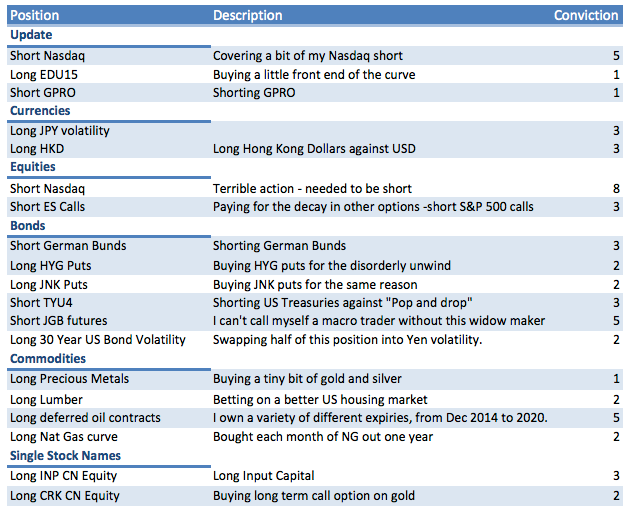 Position Description Conviction
Update
Short Nasdaq Covering a bit of my Nasdaq short 5
Long EDU15 Buying a little front end of the curve 1
Short GPRO Shorting GPRO 1
Currencies
Long JPY volatility 3
Long HKD Long Hong Kong Dollars against USD 3
Equities
Short Nasdaq Terrible action - needed to be short 8
Short ES Calls Paying for the decay in other options -short S&P 500 calls 3
Bonds
Short German Bunds Shorting German Bunds 3
Long HYG Puts Buying HYG puts for the disorderly unwind 2
Long JNK Puts Buying JNK puts for the same reason 2
Short TYU4 Shorting US Treasuries against "Pop and drop" 3
Short JGB futures I can't call myself a macro trader without this widow maker 5
Long 30 Year US Bond Volatility Swapping half of this position into Yen volatility. 2
Commodities
Long Precious Metals Buying a tiny bit of gold and silver 1
Long Lumber Betting on a better US housing market 2
Long deferred oil contracts I own a variety of different expiries, from Dec 2014 to 2020. 5
Long Nat Gas curve Bought each month of NG out one year 2
Single Stock Names
Long INP CN Equity Long Input Capital 3
Long CRK CN Equity Buying long term call option on gold 2